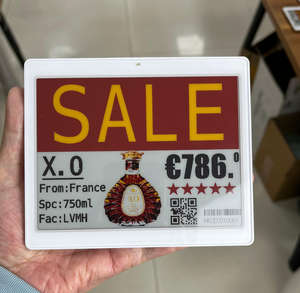 SALE
X.O
€786.0
From:France
Spc:750ml
Fac:LVMH